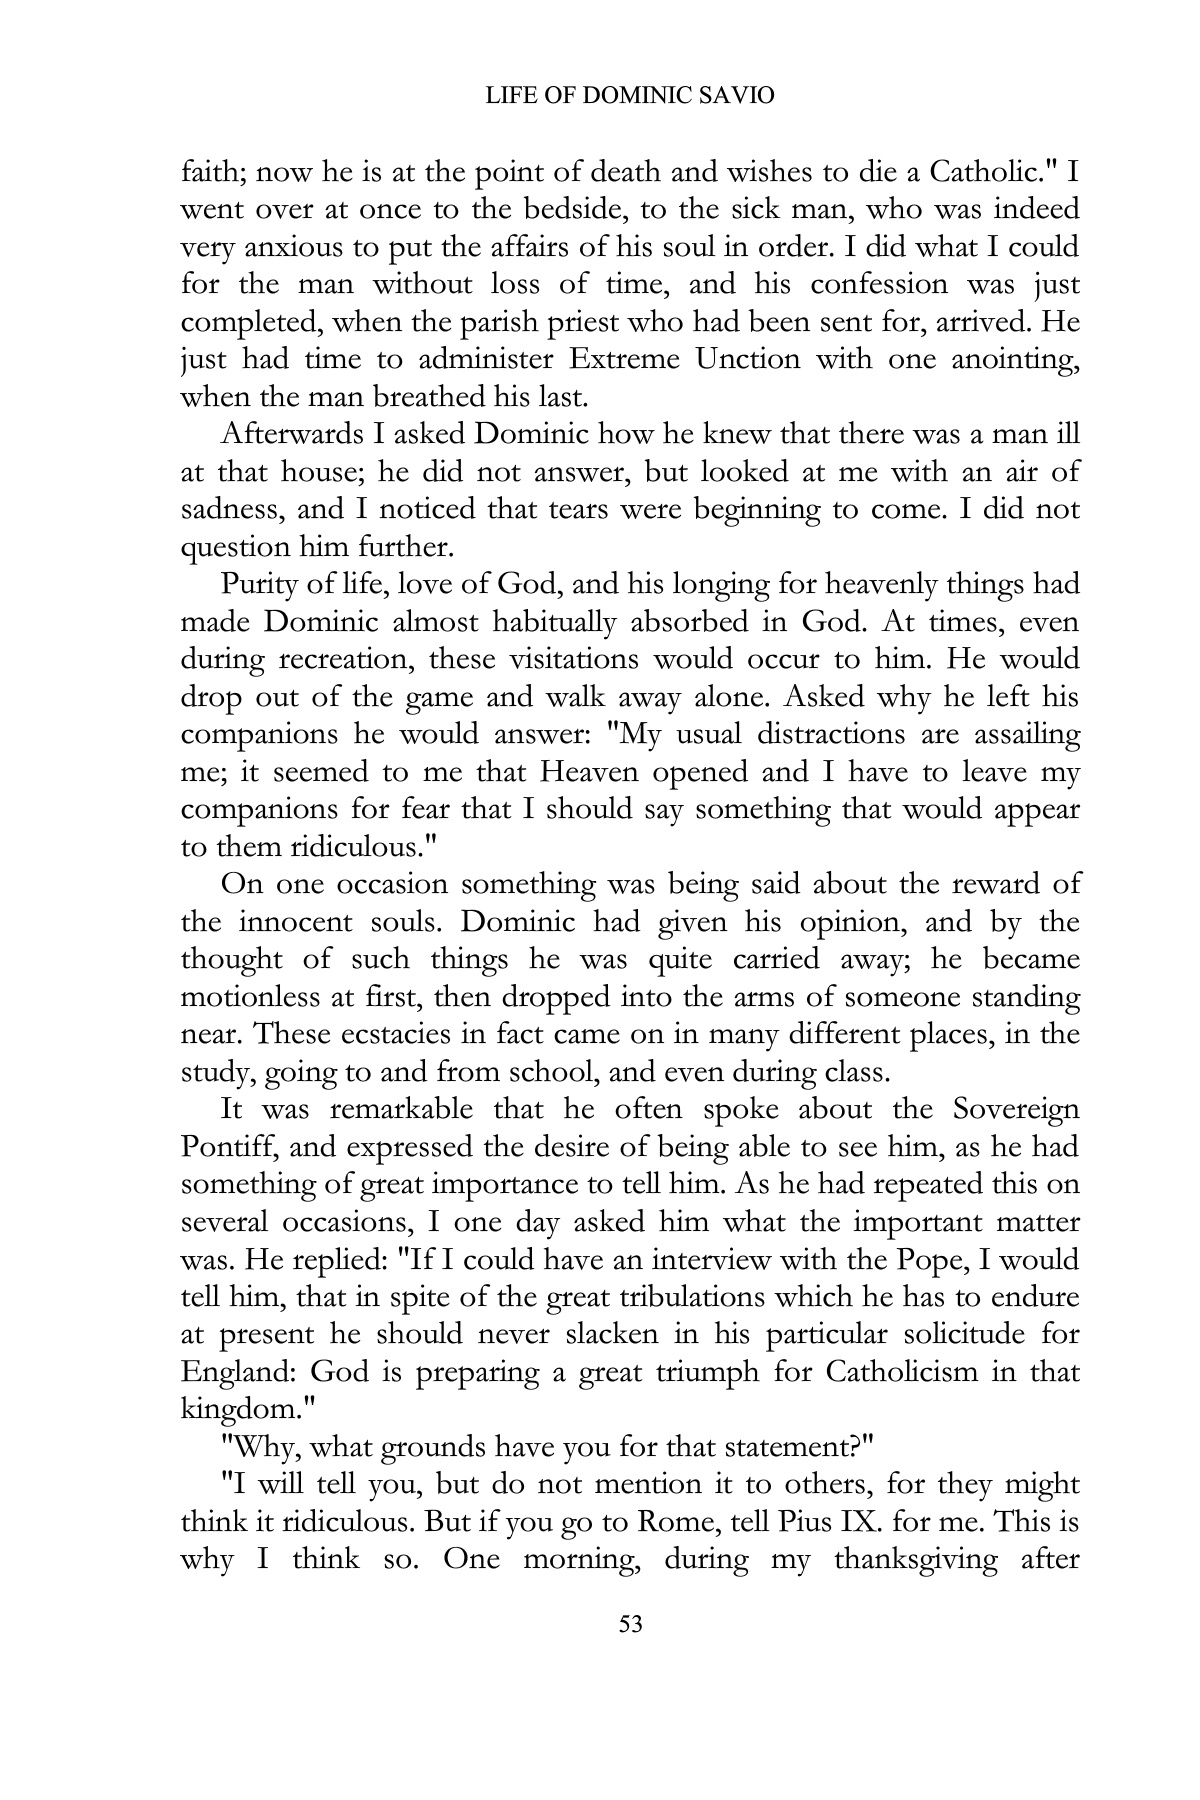 LIFE OF DOMINIC SAVIO
faith; now he is at the point of death and wishes to die a Catholic." I
went over at once to the bedside, to the sick man, who was indeed
very anxious to put the affairs of his soul in order. I did what I could
for the man without loss of time, and his confession was just
completed, when the parish priest who had been sent for, arrived. He
just had time to administer Extreme Unction with one anointing,
when the man breathed his last.
Afterwards I asked Dominic how he knew that there was a man ill
at that house; he did not answer, but looked at me with an air of
sadness, and I noticed that tears were beginning to come. I did not
question him further.
Purity of life, love of God, and his longing for heavenly things had
made Dominic almost habitually absorbed in God. At times, even
during recreation, these visitations would occur to him. He would
drop out of the game and walk away alone. Asked why he left his
companions he would answer: "My usual distractions are assailing
me; it seemed to me that Heaven opened and I have to leave my
companions for fear that I should say something that would appear
to them ridiculous."
On one occasion something was being said about the reward of
the innocent souls. Dominic had given his opinion, and by the
thought of such things he was quite carried away; he became
motionless at first, then dropped into the arms of someone standing
near. These ecstacies in fact came on in many different places, in the
study, going to and from school, and even during class.
It was remarkable that he often spoke about the Sovereign
Pontiff, and expressed the desire of being able to see him, as he had
something of great importance to tell him. As he had repeated this on
several occasions, I one day asked him what the important matter
was. He replied: "If I could have an interview with the Pope, I would
tell him, that in spite of the great tribulations which he has to endure
at present he should never slacken in his particular solicitude for
England: God is preparing a great triumph for Catholicism in that
kingdom."
"Why, what grounds have you for that statement?"
"I will tell you, but do not mention it to others, for they might
think it ridiculous. But if you go to Rome, tell Pius IX. for me. This is
why I think so. One morning, during my thanksgiving after
53